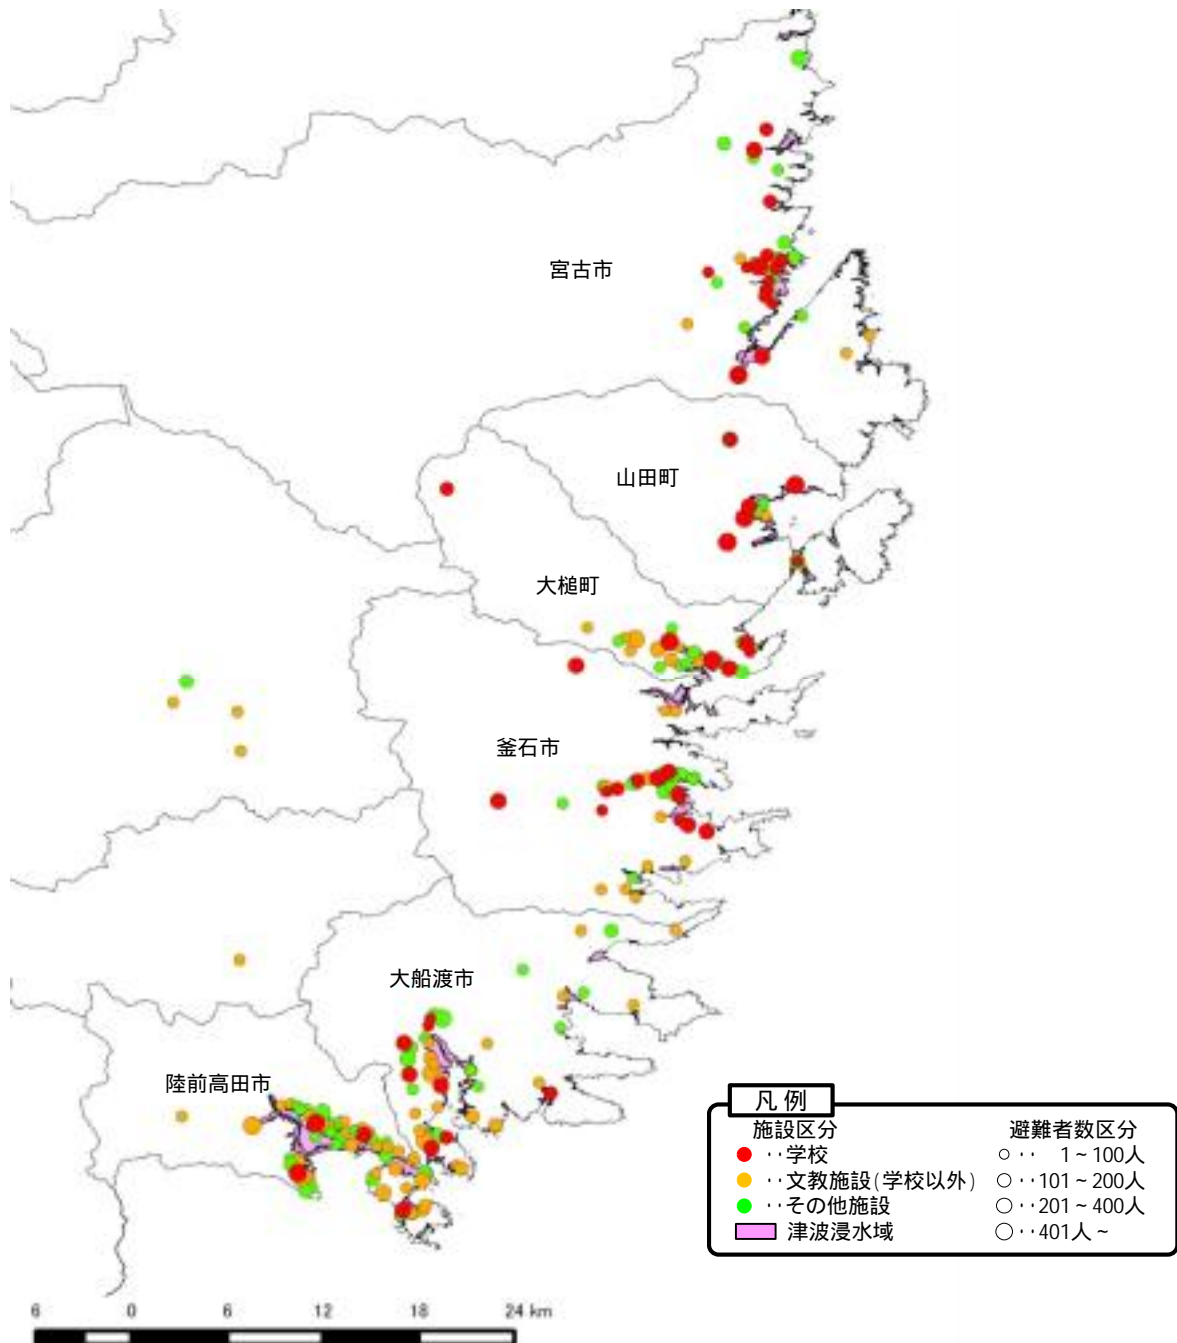 宮古市
山田町
大槌町
釜石市
大船渡市
陸前高田市
凡例
施設区分 避難者数区分
‥学校 ‥ 1~100人
‥文教施設(学校以外) ‥101~200人
‥その他施設 ‥201~400人
津波浸水域 ‥401人~
6 0 6 12 18 24 km